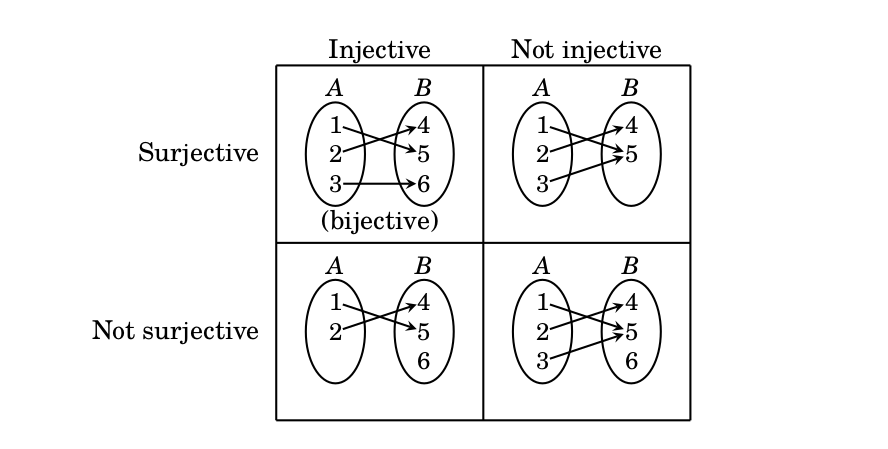 Injective Not injective
A B A B
1 4 1 4
Surjective 2 5 2 5
3 6 3
(bijective)
A B A B
1 4 1 4
Not surjective 2 5 2 5
6 3 6